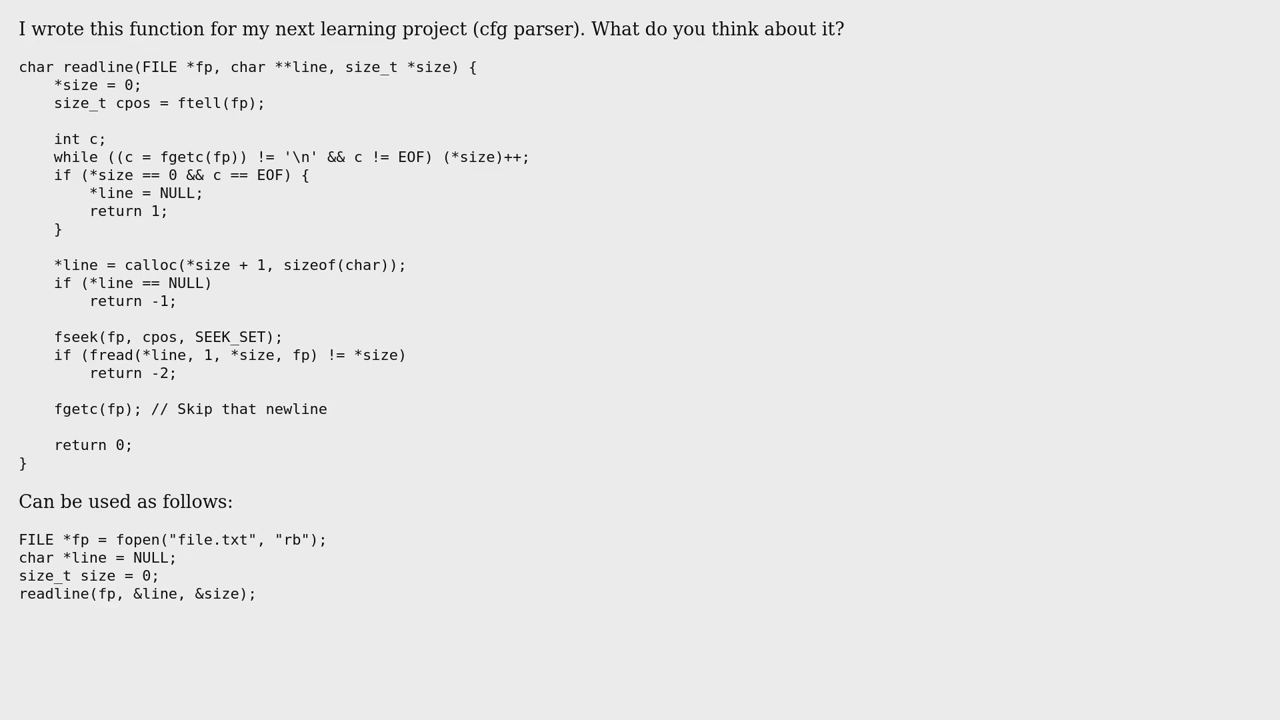 I wrote this function for my next learning project (cfg parser). What do you think about it?
char readline(FILE *fp, char **line, size_t *size) {
    *size = 0;
    size_t cpos = ftell(fp);

    int c;
    while ((c = fgetc(fp)) != '\n' && c != EOF) (*size)++;
    if (*size == 0 && c == EOF) {
        *line = NULL;
        return 1;
    }

    *line = calloc(*size + 1, sizeof(char));
    if (*line == NULL)
        return -1;

    fseek(fp, cpos, SEEK_SET);
    if (fread(*line, 1, *size, fp) != *size)
        return -2;

    fgetc(fp); // Skip that newline

    return 0;
}
Can be used as follows:
FILE *fp = fopen("file.txt", "rb");
char *line = NULL;
size_t size = 0;
readline(fp, &line, &size);